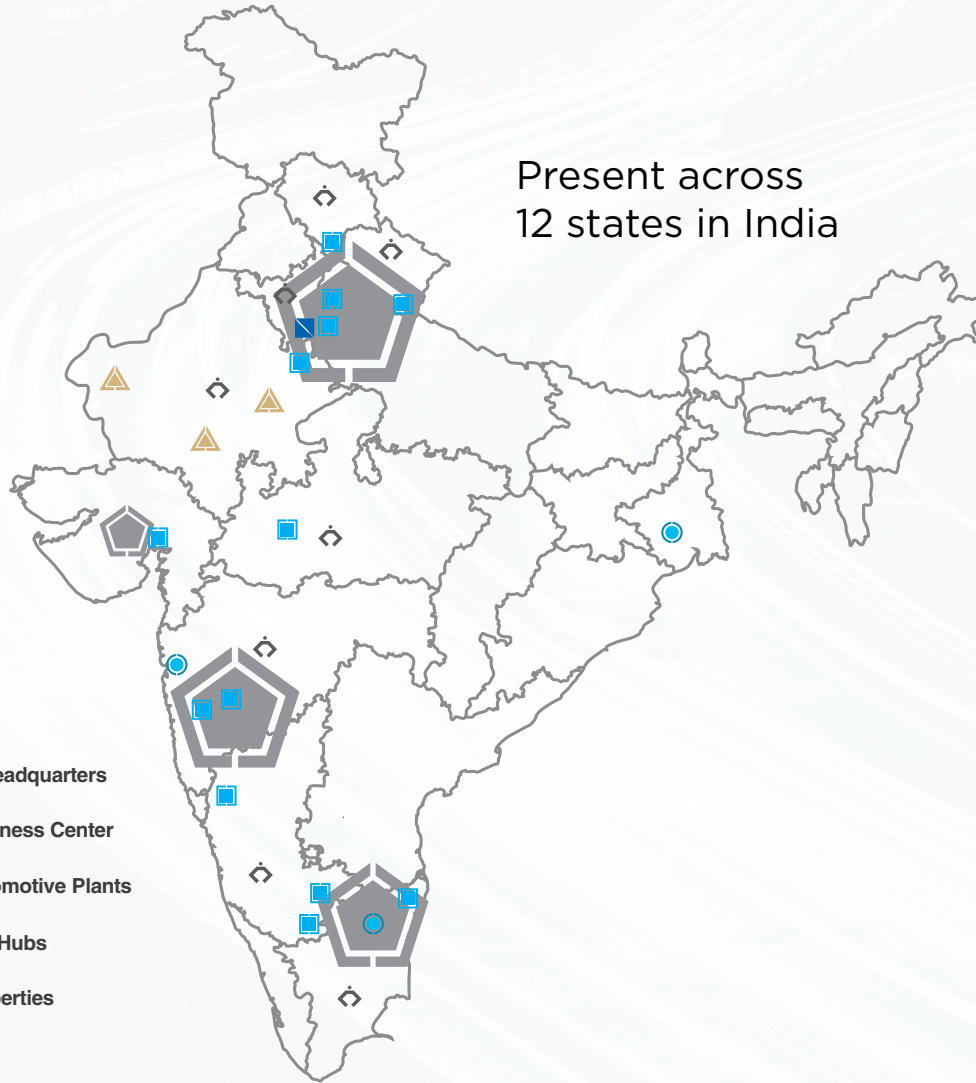 Present across
12 states in India
eadquarters
ness Center
omotive Plants
Hubs
erties